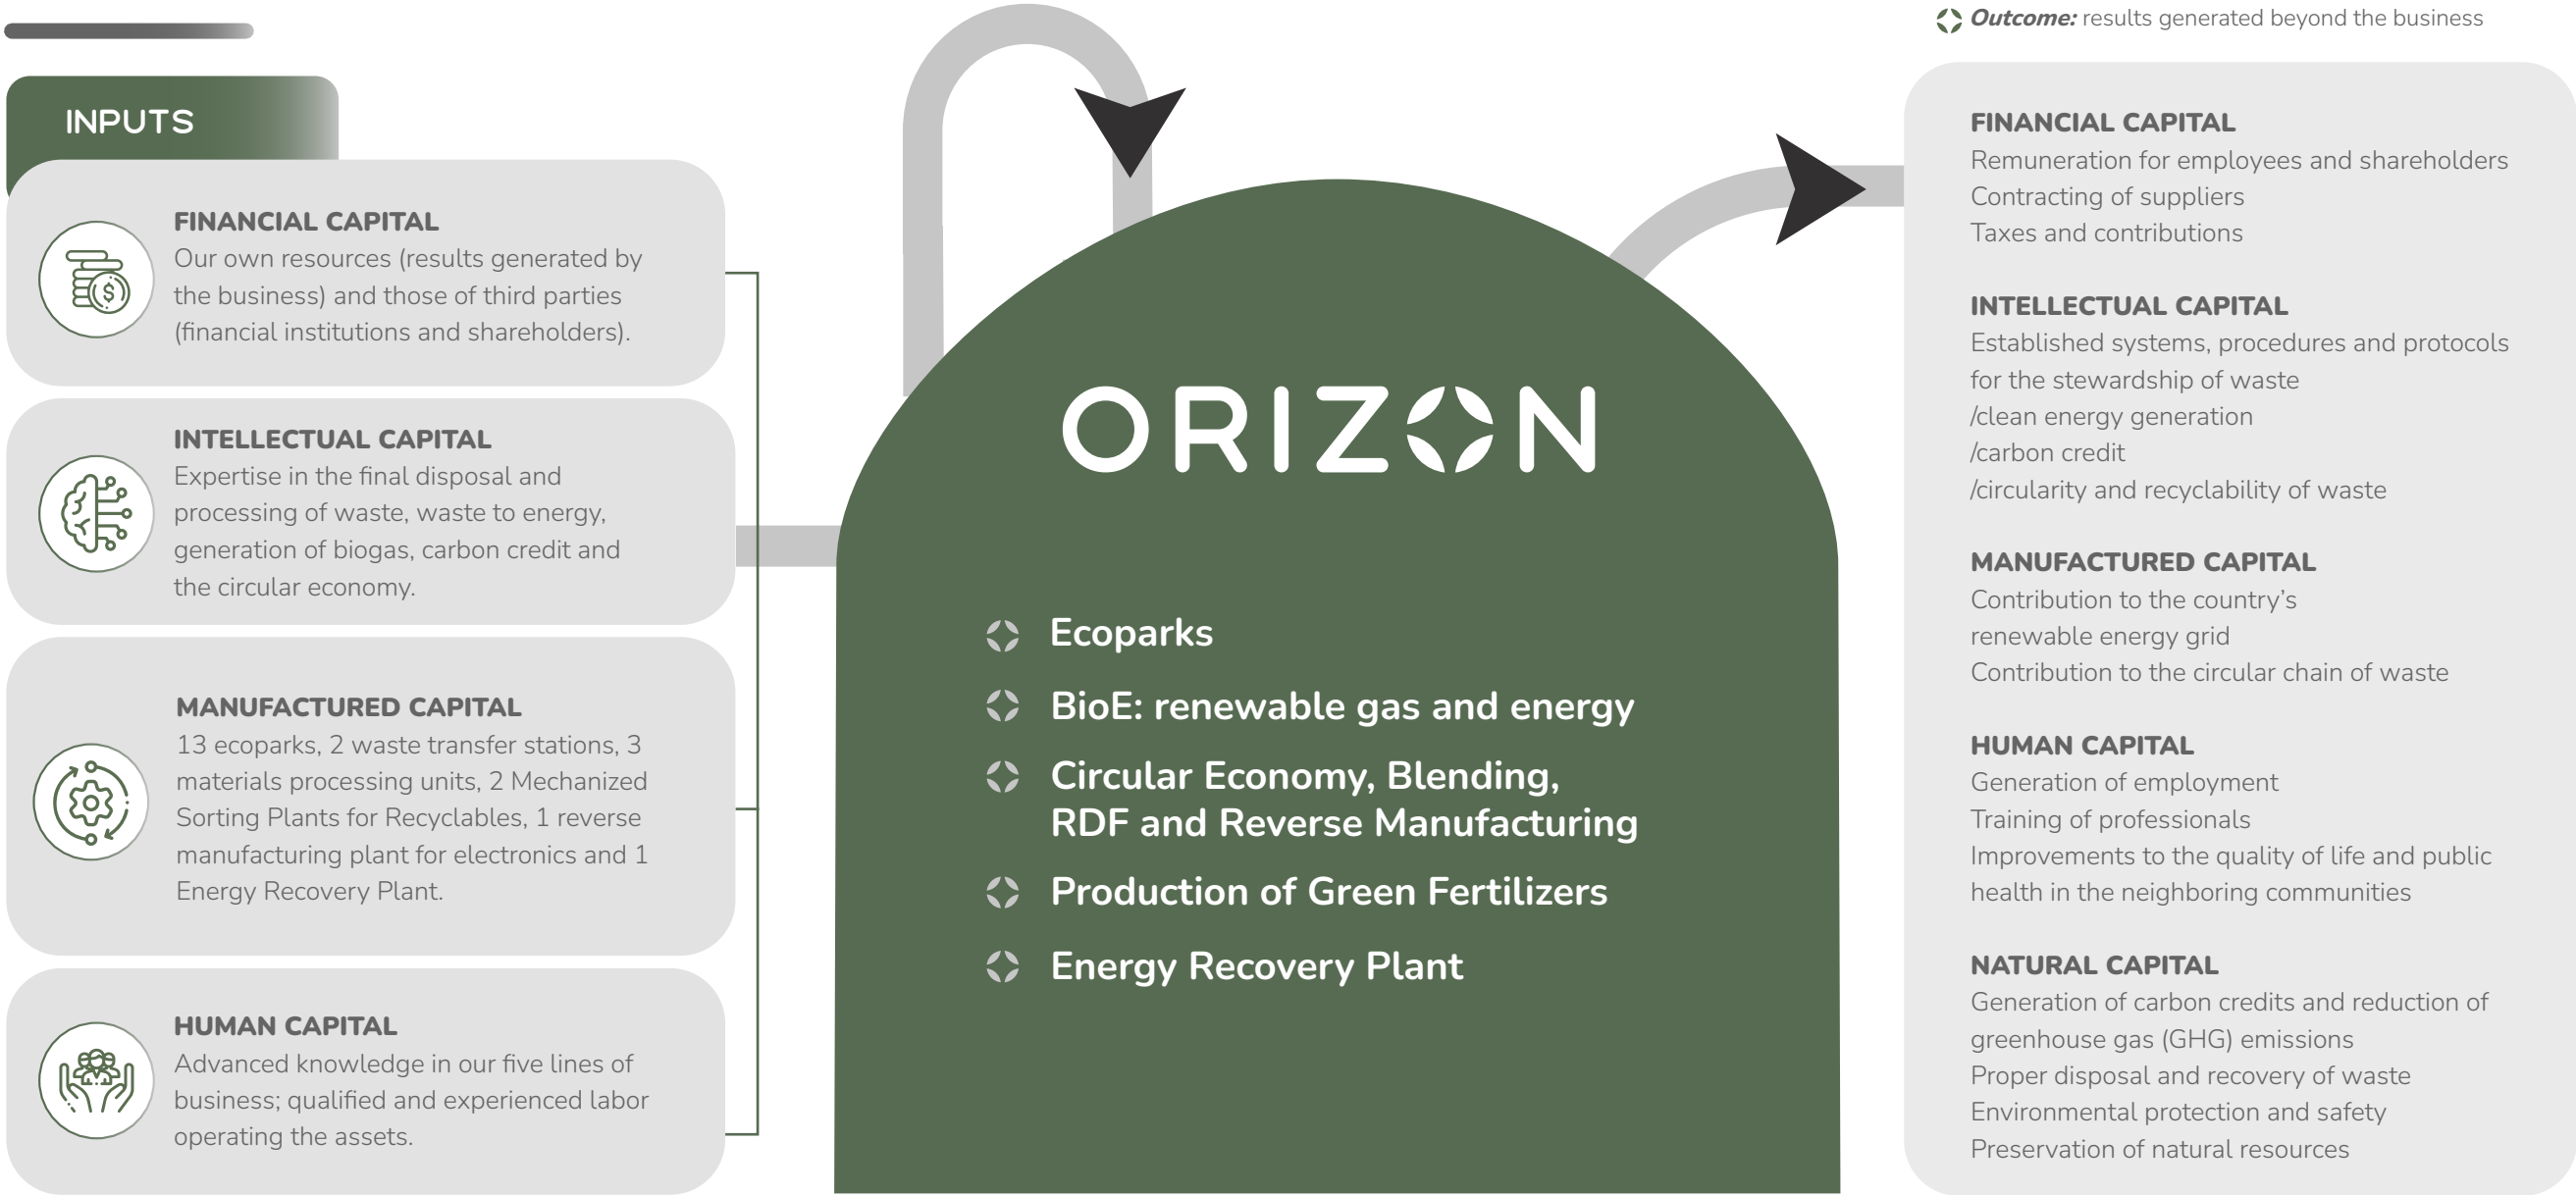 INPUTS
FINANCIAL CAPITAL
Our own resources (results generated by
the business) and those of third parties
(financial institutions and shareholders).
INTELLECTUAL CAPITAL
Expertise in the final disposal and
processing of waste, waste to energy,
generation of biogas, carbon credit and
the circular economy.
MANUFACTURED CAPITAL
13 ecoparks, 2 waste transfer stations, 3
materials processing units, 2 Mechanized
Sorting Plants for Recyclables, 1 reverse
manufacturing plant for electronics and 1
Energy Recovery Plant.
HUMAN CAPITAL
Advanced knowledge in our five lines of
business; qualified and experienced labor
operating the assets.
ORIZON
Ecoparks
BioE: renewable gas and energy
Circular Economy, Blending,
RDF and Reverse Manufacturing
Production of Green Fertilizers
Energy Recovery Plant
Outcome: results generated beyond the business
FINANCIAL CAPITAL
Remuneration for employees and shareholders
Contracting of suppliers
Taxes and contributions
INTELLECTUAL CAPITAL
Established systems, procedures and protocols
for the stewardship of waste
/clean energy generation
/carbon credit
/circularity and recyclability of waste
MANUFACTURED CAPITAL
Contribution to the country’s
renewable energy grid
Contribution to the circular chain of waste
HUMAN CAPITAL
Generation of employment
Training of professionals
Improvements to the quality of life and public
health in the neighboring communities
NATURAL CAPITAL
Generation of carbon credits and reduction of
greenhouse gas (GHG) emissions
Proper disposal and recovery of waste
Environmental protection and safety
Preservation of natural resources